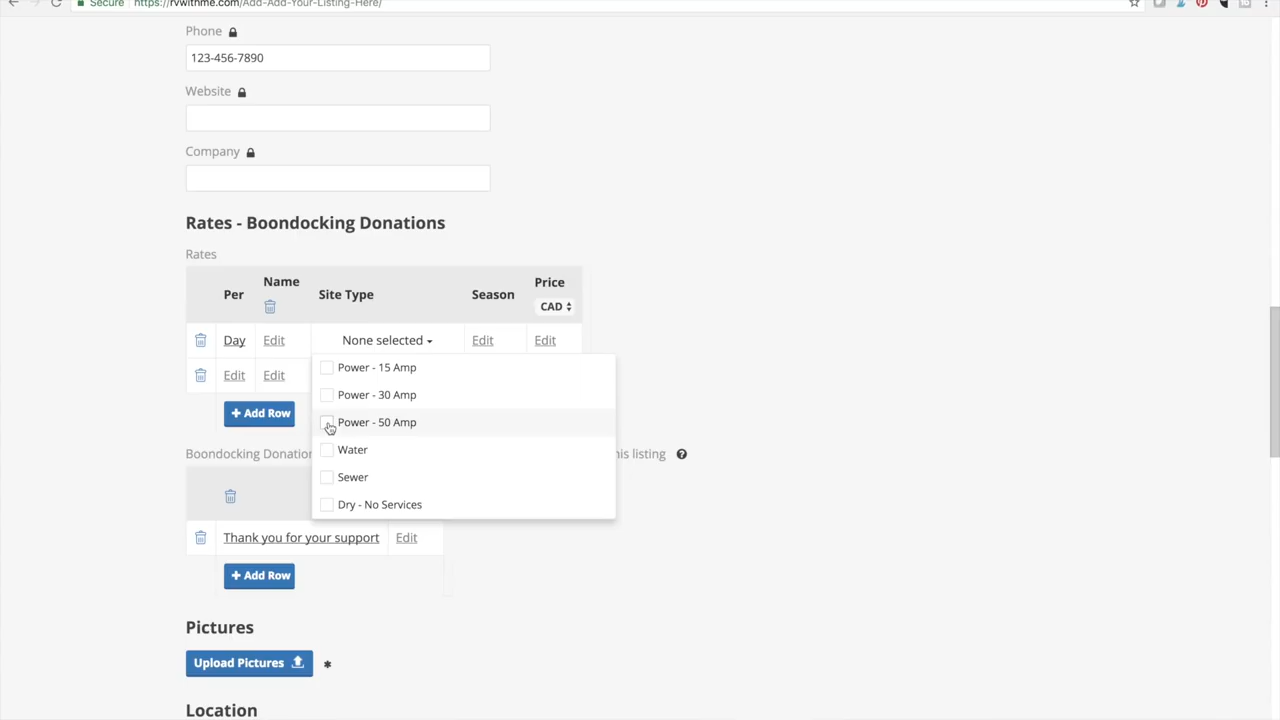 Secure https://rvwithme.com/Add-Add-Your-Listing-Here/
Phone
123-456-7890
Website
Company
Rates - Boondocking Donations
Rates
Per Name Site Type Season Price
CAD
Day Edit None selected Edit Edit
Edit Edit
Power - 15 Amp
Power - 30 Amp
Power - 50 Amp
Water
Sewer
Dry - No Services
+ Add Row
Boondocking Donation his listing ?
Thank you for your support Edit
+ Add Row
Pictures
Upload Pictures *
Location